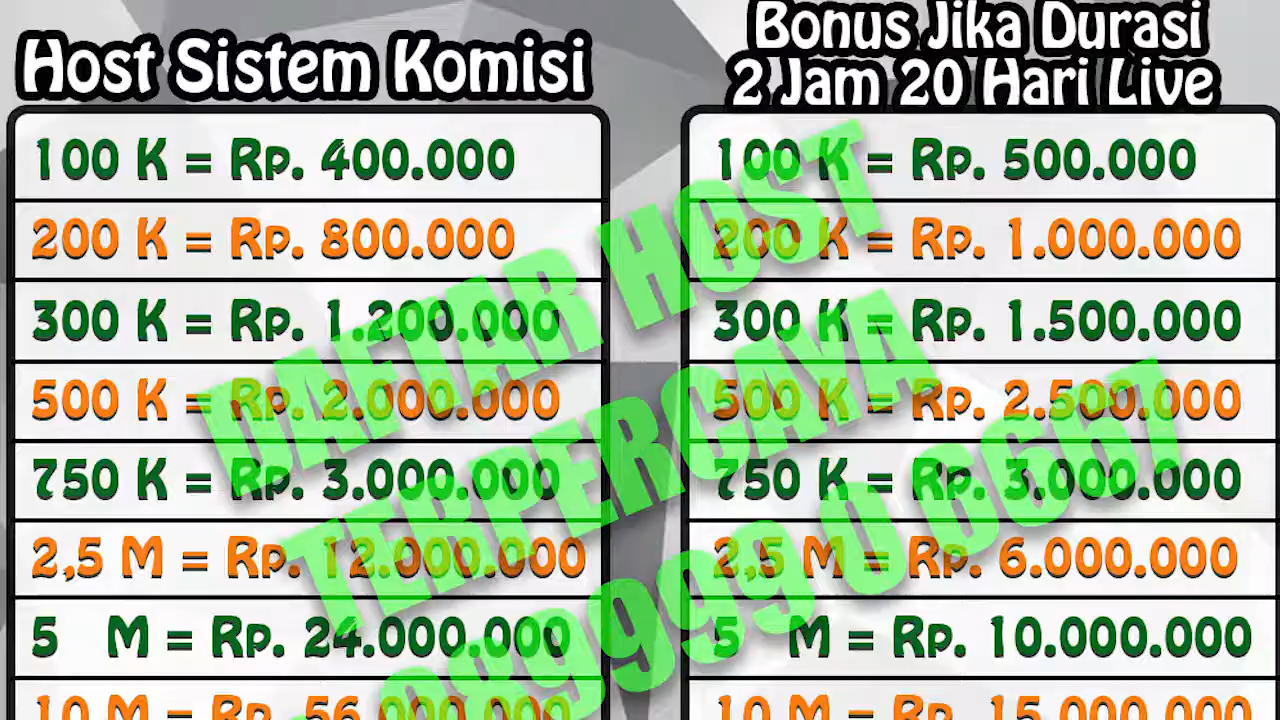 Host Sistem Komisi
100 K = Rp. 400.000
200 K = Rp. 800.000
300 K = Rp. 1.200.000
500 K = Rp. 2.000.000
750 K = Rp. 3.000.000
2,5 M = Rp. 12.000.000
5 M = Rp. 24.000.000
10 M = Rp. 56.000.000
Bonus Jika Durasi
2 Jam 20 Hari Live
100 K = Rp. 500.000
200 K = Rp. 1.000.000
300 K = Rp. 1.500.000
500 K = Rp. 2.500.000
750 K = Rp. 3.000.000
2,5 M = Rp. 6.000.000
5 M = Rp. 10.000.000
10 M = Rp. 15.000.000
DAFTAR HOST
TERPERCAYA